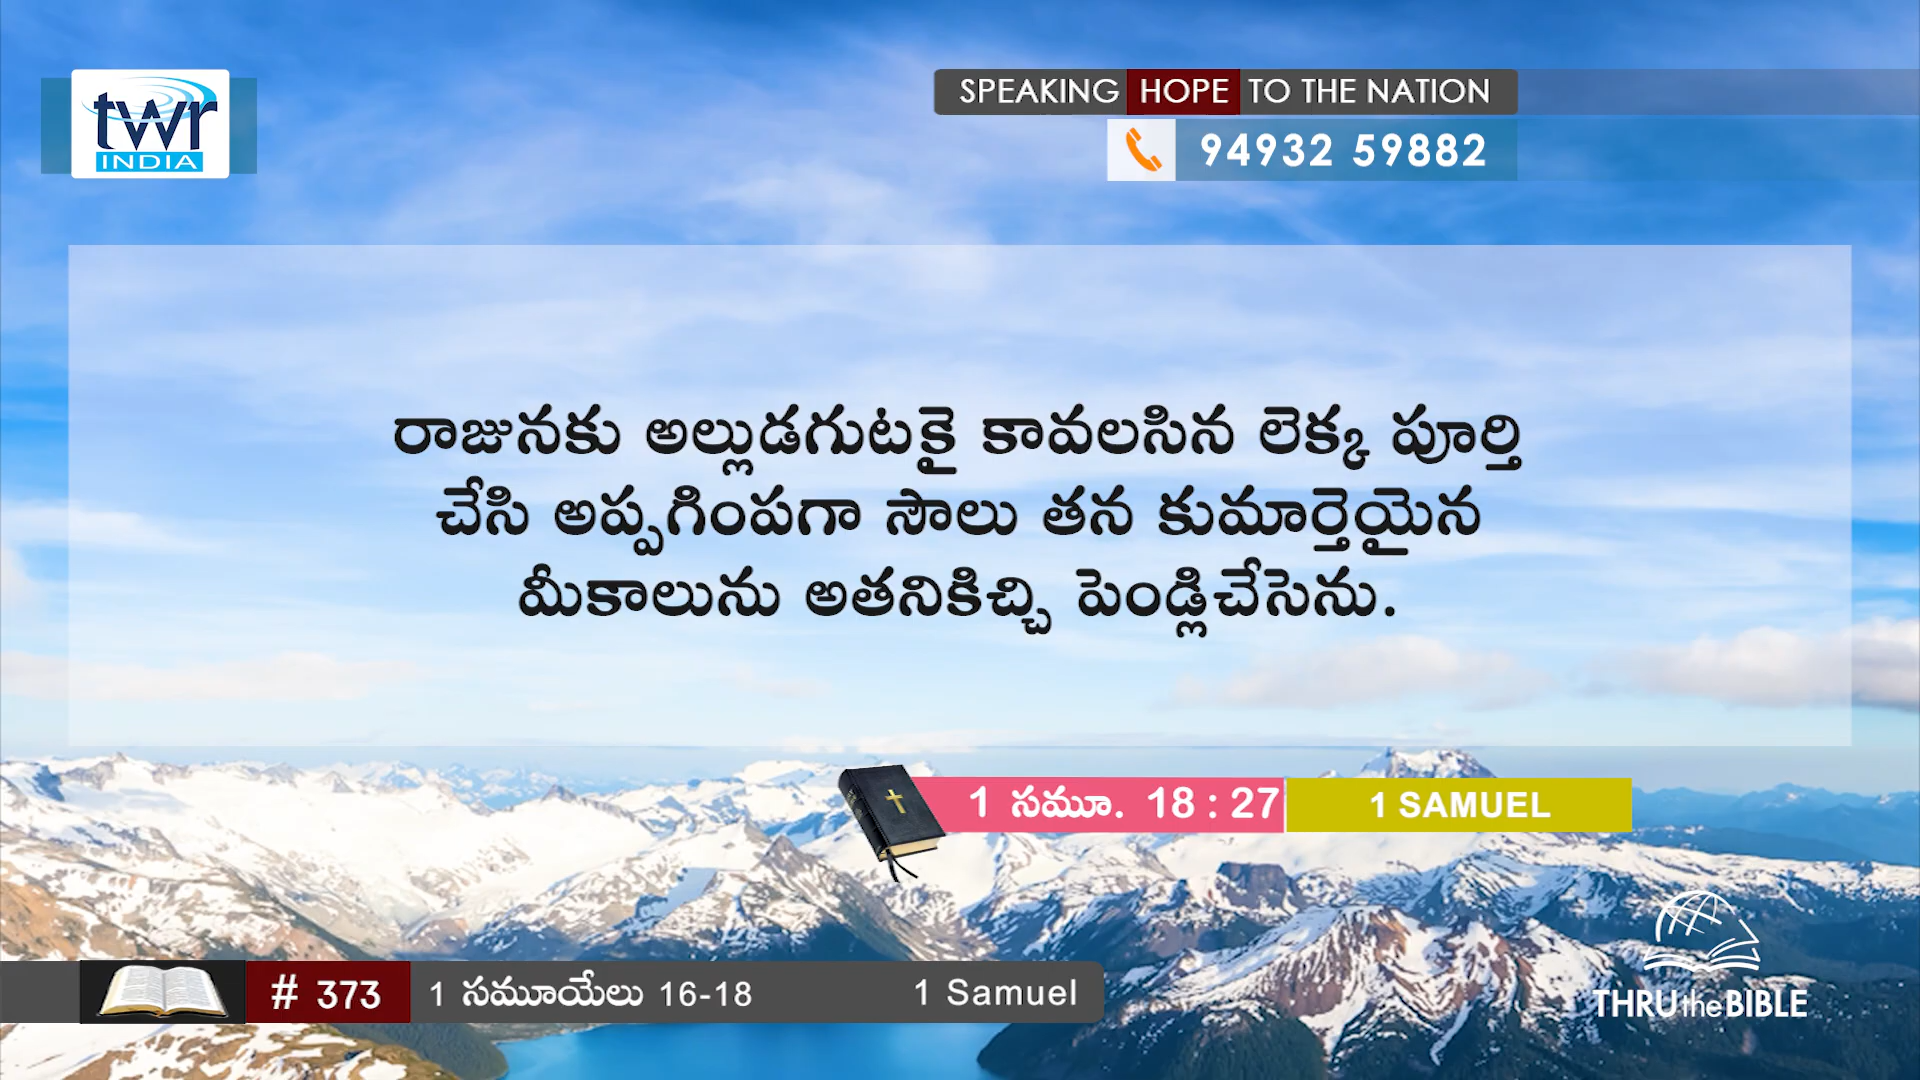 twr
INDIA
SPEAKING HOPE TO THE NATION
94932 59882
రాజునకు అల్లుడగుటకై కావలసిన లెక్క పూర్తి
చేసి అప్పగింపగా సౌలు తన కుమార్తెయైన
మీకాలును అతనికిచ్చి పెండ్లిచేసెను.
1 సమూ. 18 : 27
1 SAMUEL
# 373
1 సమూయేలు 16-18
1 Samuel
THRU the BIBLE